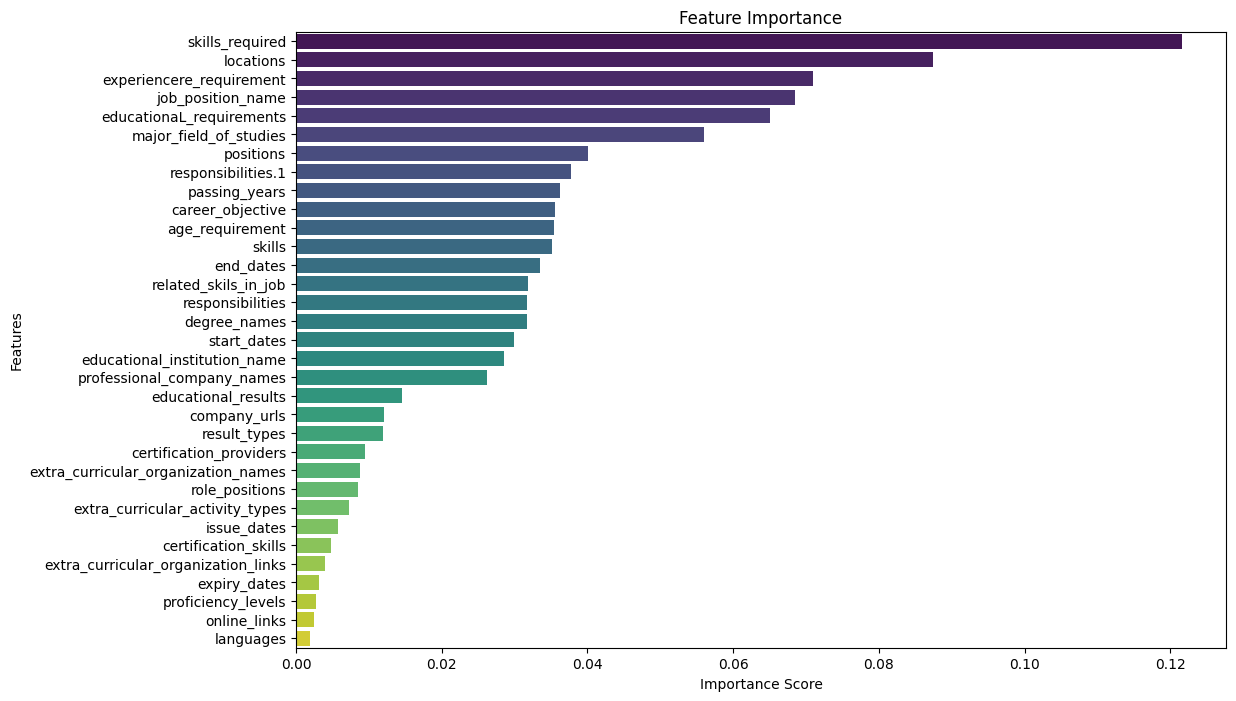 Feature Importance
skills_required
locations
experiencere_requirement
job_position_name
educationaL_requirements
major_field_of_studies
positions
responsibilities.1
passing_years
career_objective
age_requirement
skills
end_dates
related_skils_in_job
responsibilities
degree_names
start_dates
educational_institution_name
professional_company_names
educational_results
company_urls
result_types
certification_providers
extra_curricular_organization_names
role_positions
extra_curricular_activity_types
issue_dates
certification_skills
extra_curricular_organization_links
expiry_dates
proficiency_levels
online_links
languages
Features
0.00 0.02 0.04 0.06 0.08 0.10 0.12
Importance Score